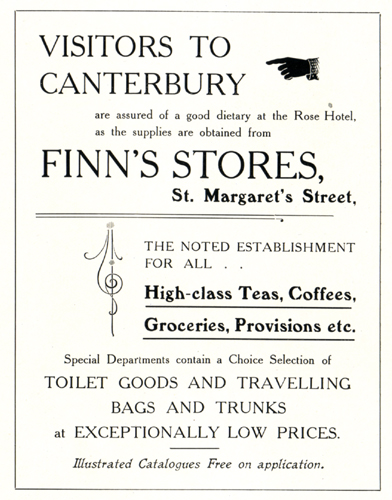 VISITORS TO
CANTERBURY
are assured of a good dietary at the Rose Hotel,
as the supplies are obtained from
FINN'S STORES,
St. Margaret's Street,
THE NOTED ESTABLISHMENT
FOR ALL . .
High-class Teas, Coffees,
Groceries, Provisions etc.
Special Departments contain a Choice Selection of
TOILET GOODS AND TRAVELLING
BAGS AND TRUNKS
at EXCEPTIONALLY LOW PRICES.
Illustrated Catalogues Free on application.